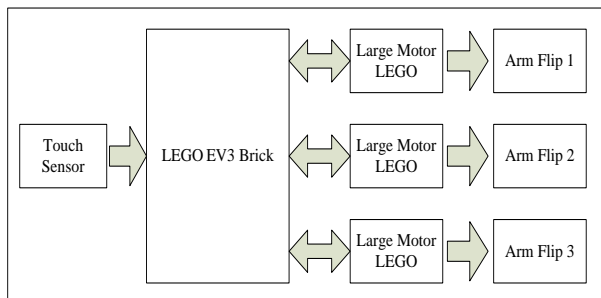 Touch
Sensor
LEGO EV3 Brick
Large Motor
LEGO
Arm Flip 1
Large Motor
LEGO
Arm Flip 2
Large Motor
LEGO
Arm Flip 3